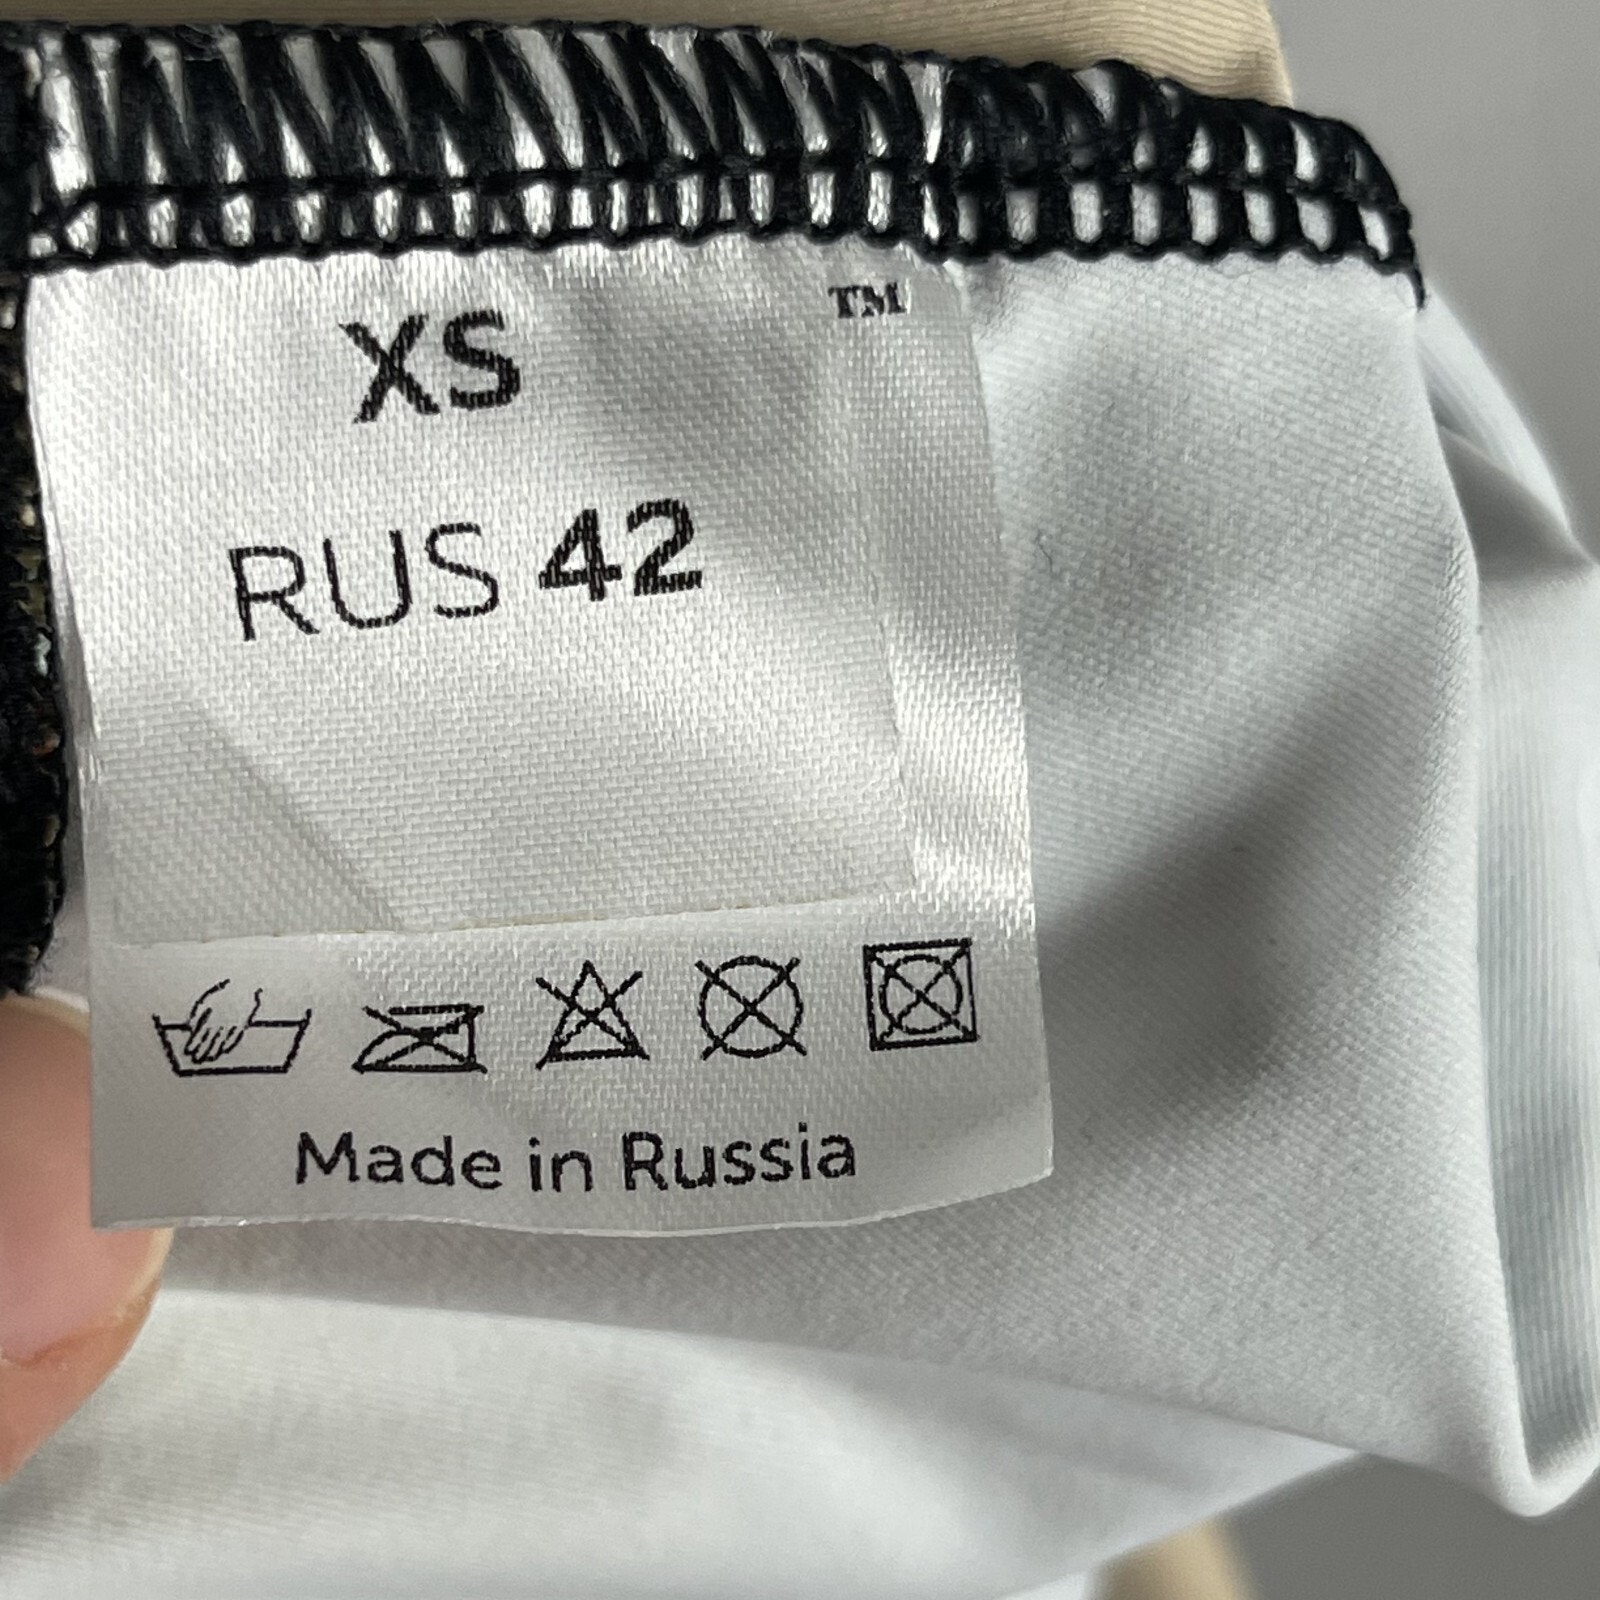 XS ™
RUS 42
Made in Russia